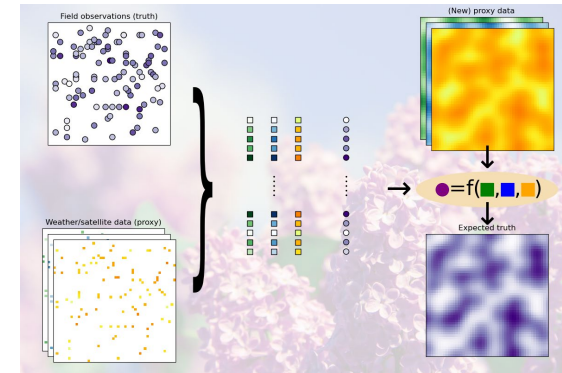 Field observations (truth)
(New) proxy data
=f( , , )
Weather/satellite data (proxy)
Expected truth